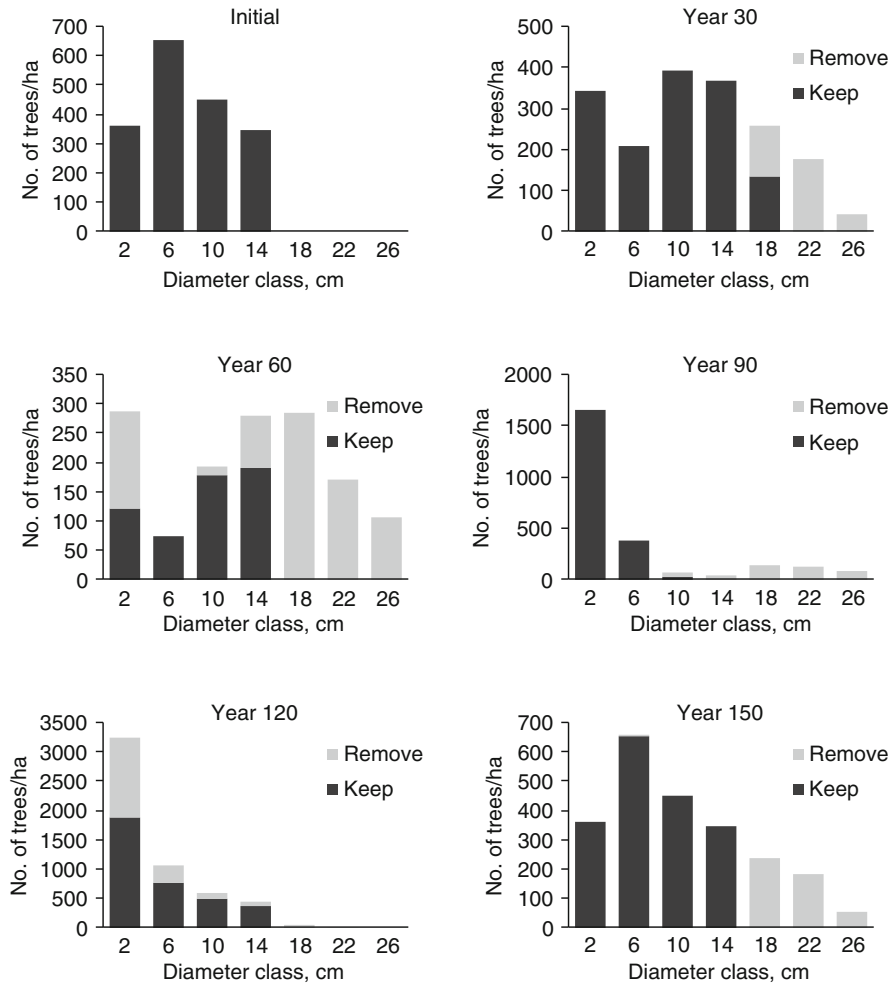 Initial
No. of trees/ha
700
600
500
400
300
200
100
0
2 6 10 14 18 22 26
Diameter class, cm
Year 30
No. of trees/ha
500
400
300
200
100
0
Remove
Keep
2 6 10 14 18 22 26
Diameter class, cm
Year 60
No. of trees/ha
350
300
250
200
150
100
50
0
Remove
Keep
2 6 10 14 18 22 26
Diameter class, cm
Year 90
No. of trees/ha
2000
1500
1000
500
0
Remove
Keep
2 6 10 14 18 22 26
Diameter class, cm
Year 120
No. of trees/ha
3500
3000
2500
2000
1500
1000
500
0
Remove
Keep
2 6 10 14 18 22 26
Diameter class, cm
Year 150
No. of trees/ha
700
600
500
400
300
200
100
0
Remove
Keep
2 6 10 14 18 22 26
Diameter class, cm